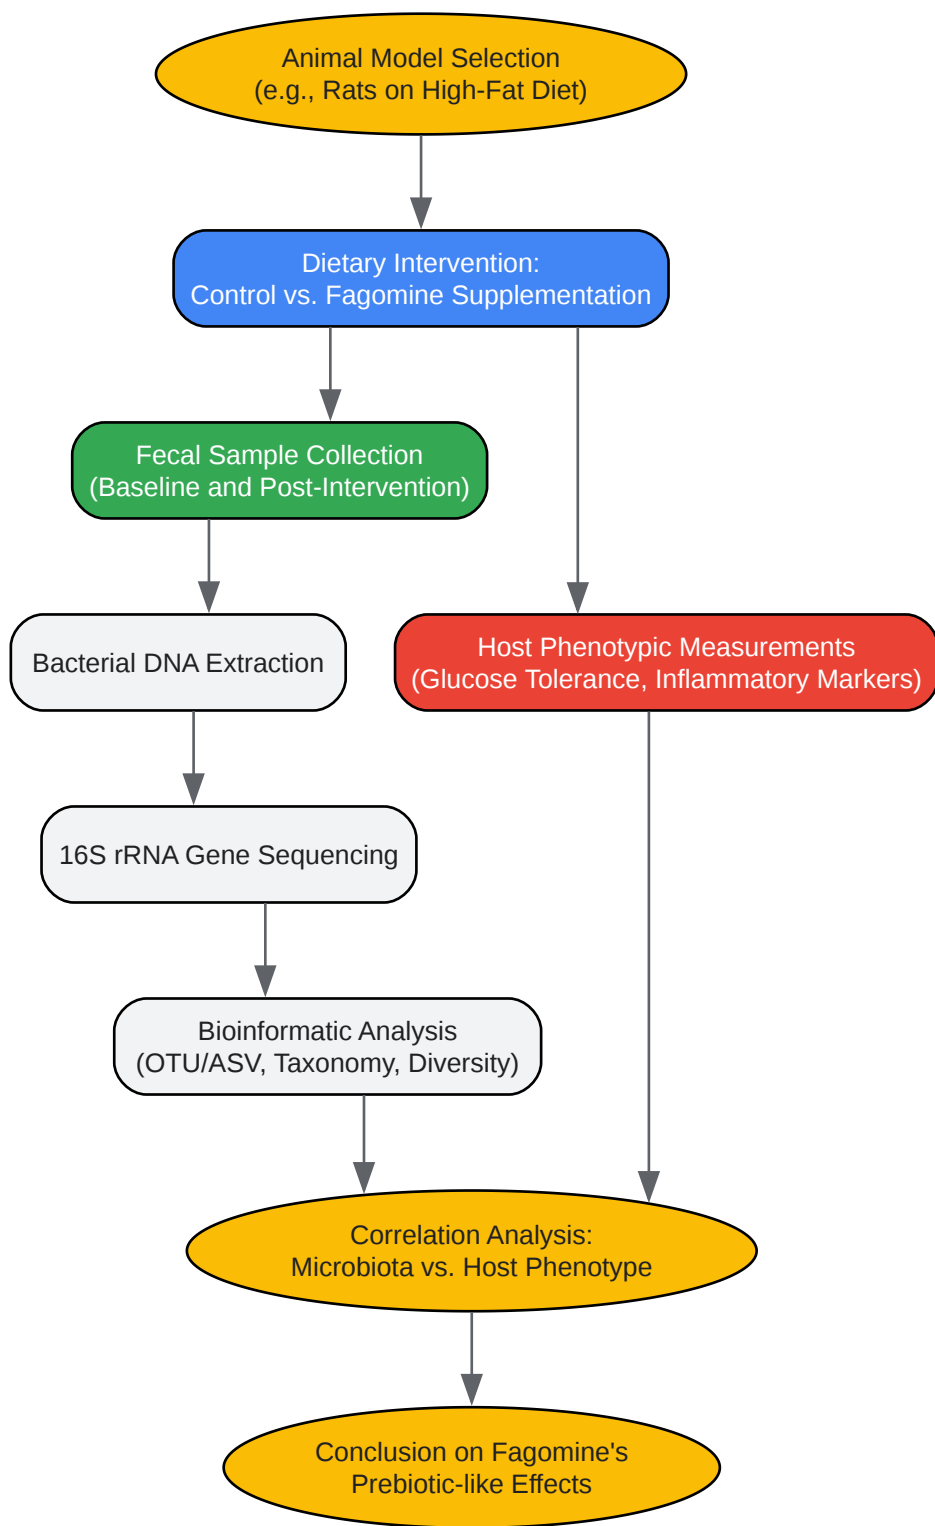 Animal Model Selection
(e.g., Rats on High-Fat Diet)
Dietary Intervention:
Control vs. Fagomine Supplementation
Fecal Sample Collection
(Baseline and Post-Intervention)
Bacterial DNA Extraction
Host Phenotypic Measurements
(Glucose Tolerance, Inflammatory Markers)
16S rRNA Gene Sequencing
Bioinformatic Analysis
(OTU/ASV, Taxonomy, Diversity)
Correlation Analysis:
Microbiota vs. Host Phenotype
Conclusion on Fagomine's
Prebiotic-like Effects